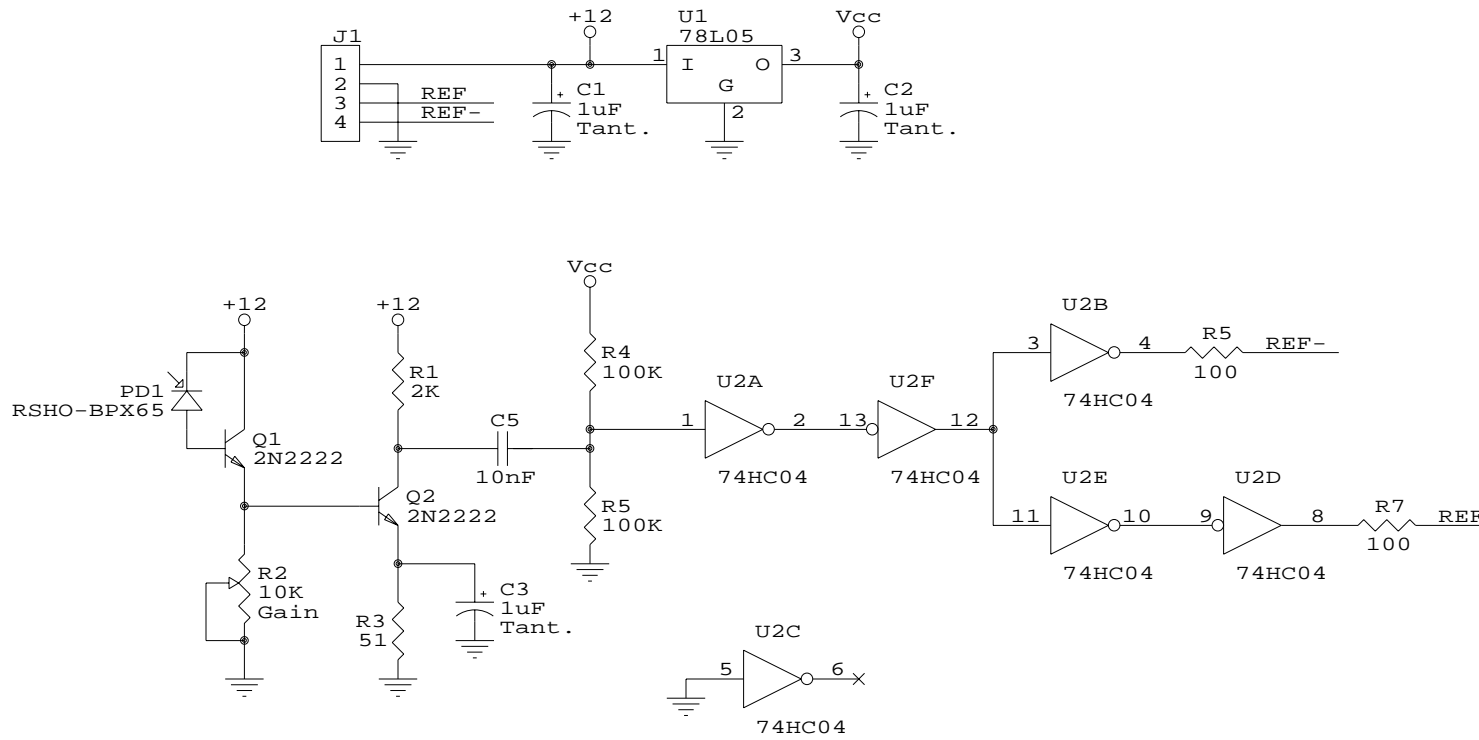 +12
U1
Vcc
J1
78L05
1
1
I
O
3
2
G
C1
C2
3
REF
1uF
2
1uF
4
REF-
Tant.
Tant.
Vcc
+12
+12
U2B
R4
3
4
R5
REF-
PD1
R1
100K
U2A
U2F
100
RSHO-BPX65
2K
74HC04
C5
1
2
13
12
Q1
2N2222
10nF
74HC04
74HC04
Q2
R5
U2E
U2D
2N2222
100K
11
10
9
8
R7
REF
100
R2
C3
74HC04
74HC04
10K
1uF
Gain
R3
Tant.
51
U2C
5
6
74HC04
+
+
+